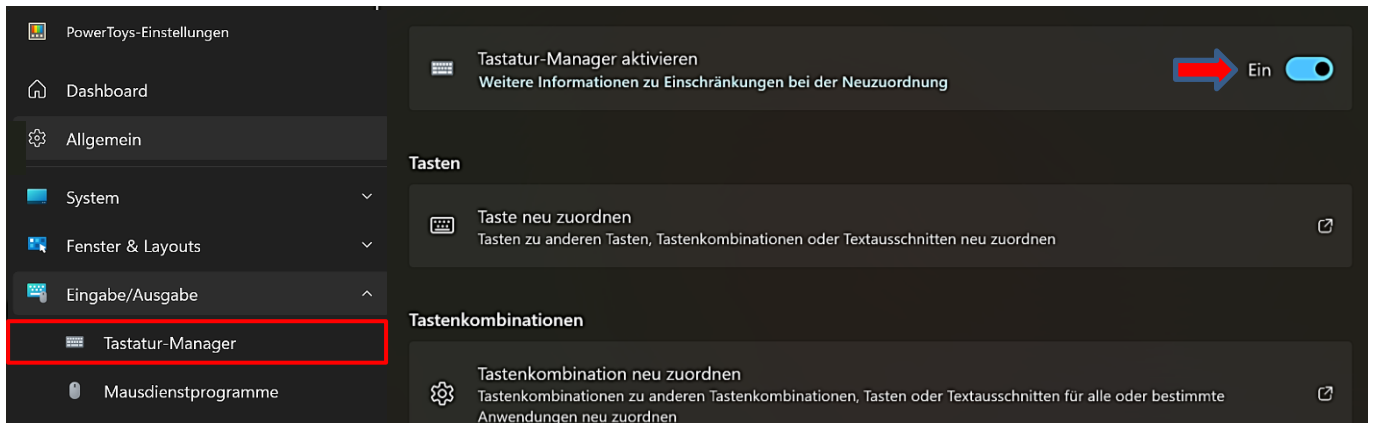 PowerToys-Einstellungen
Dashboard
Allgemein
System
Fenster & Layouts
Eingabe/Ausgabe
Tastatur-Manager
Mausdienstprogramme
Tastatur-Manager aktivieren
Weitere Informationen zu Einschränkungen bei der Neuzuordnung
Ein
Tasten
Taste neu zuordnen
Tasten zu anderen Tasten, Tastenkombinationen oder Textausschnitten neu zuordnen
Tastenkombinationen
Tastenkombination neu zuordnen
Tastenkombinationen zu anderen Tastenkombinationen, Tasten oder Textausschnitten für alle oder bestimmte
Anwendungen neu zuordnen